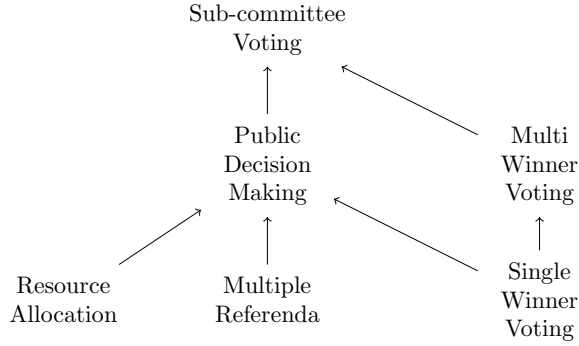 Sub-committee
Voting
Public
Decision
Making
Multi
Winner
Voting
Resource
Allocation
Multiple
Referenda
Single
Winner
Voting